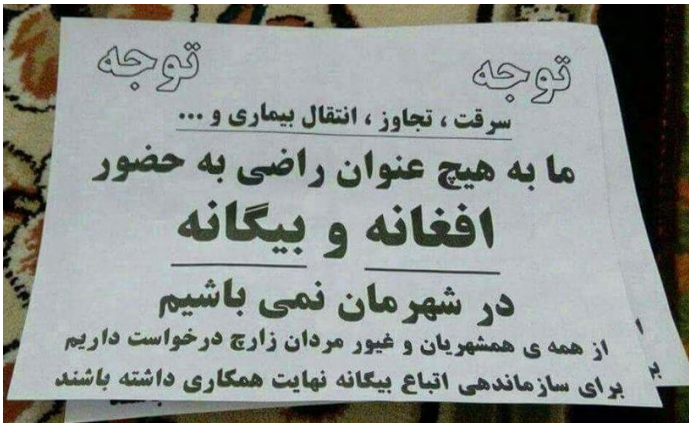 توجه توجه
سرقت ، تجاوز ، انتقال بیماری و ...
ما به هیچ عنوان راضی به حضور
افغانه و بیگانه
در شهرمان نمی باشیم
از همه ی همشهریان و غیور مردان زارچ درخواست داریم
برای سازماندهی اتباع بیگانه نهایت همکاری داشته باشند